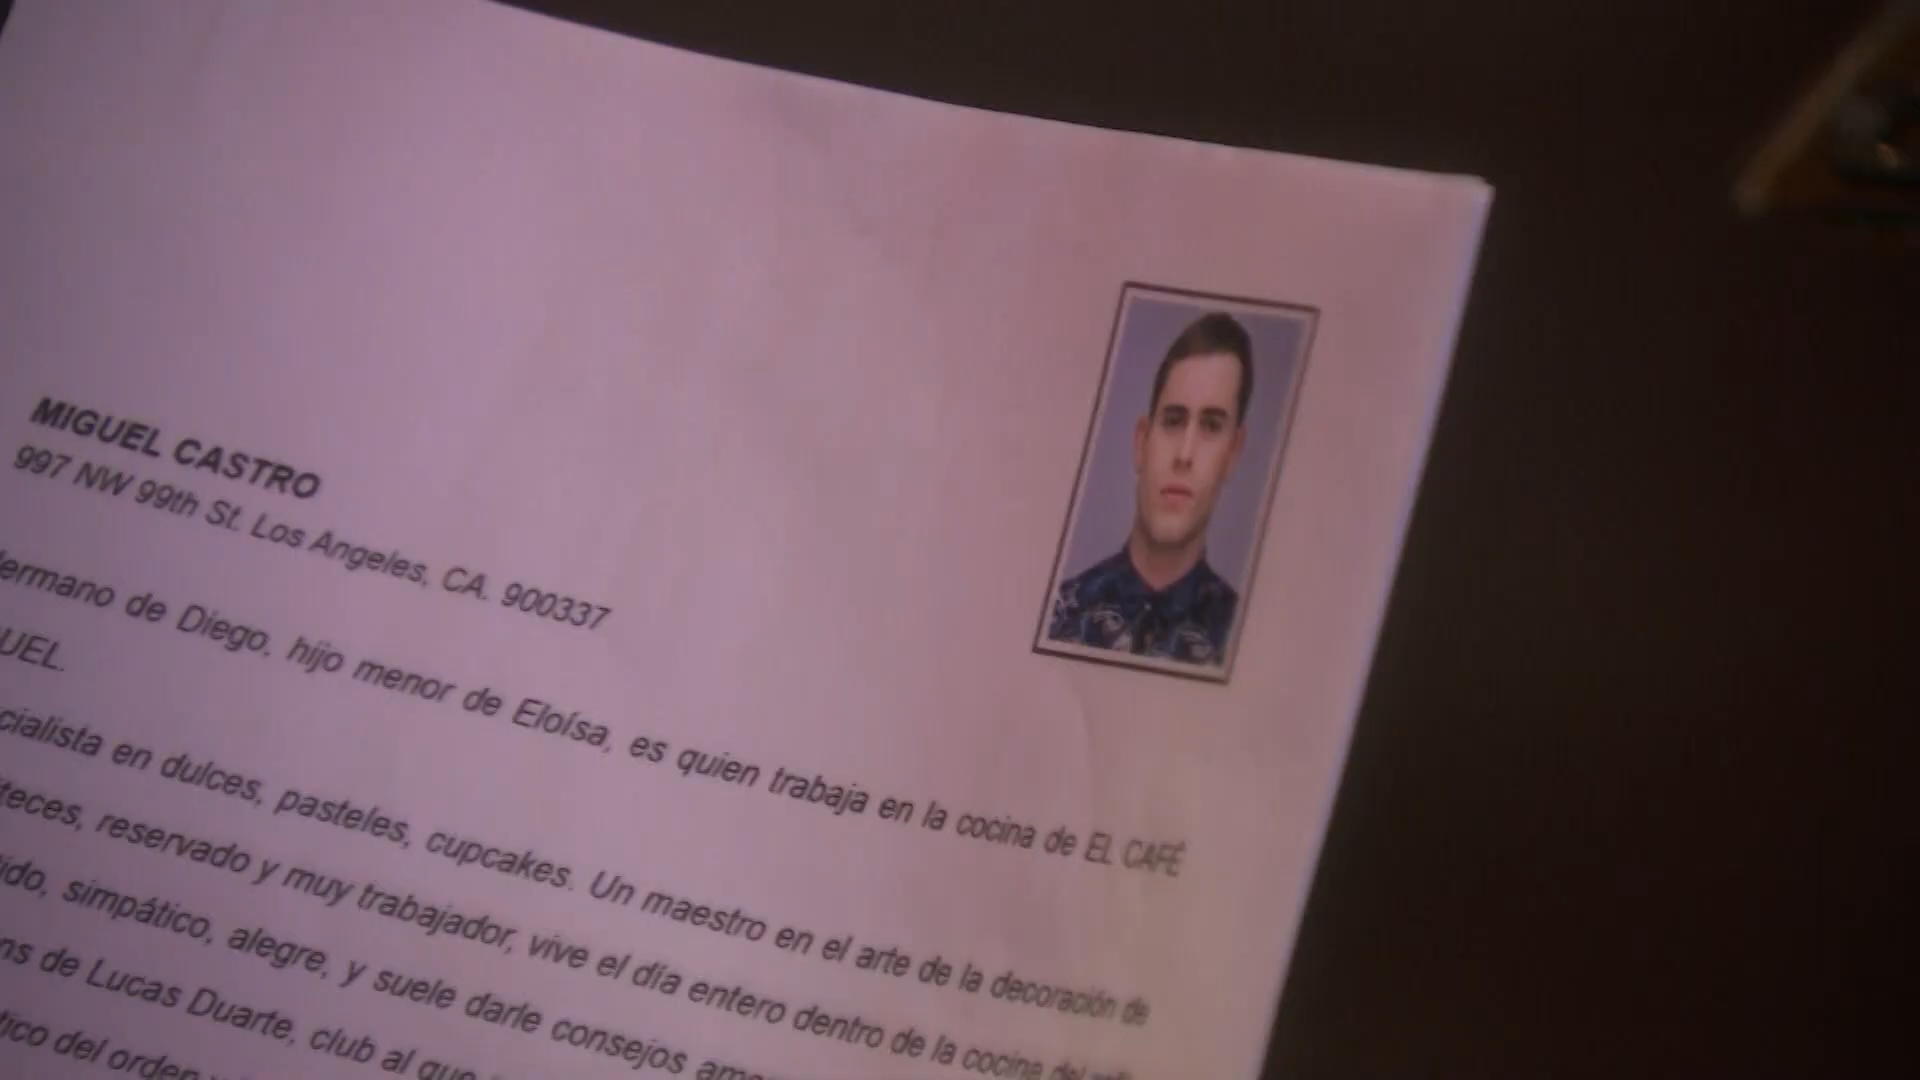 MIGUEL CASTRO
997 NW 99th St. Los Angeles, CA. 900337
ermano de Diego, hijo menor de Eloísa, es quien trabaja en la cocina de EL CAFÉ
UEL.
cialista en dulces, pasteles, cupcakes. Un maestro en el arte de la decoración de
teces, reservado y muy trabajador, vive el día entero dentro de la cocina del
ido, simpático, alegre, y suele darle consejos
ns de Lucas Duarte, club al que
tico del orden